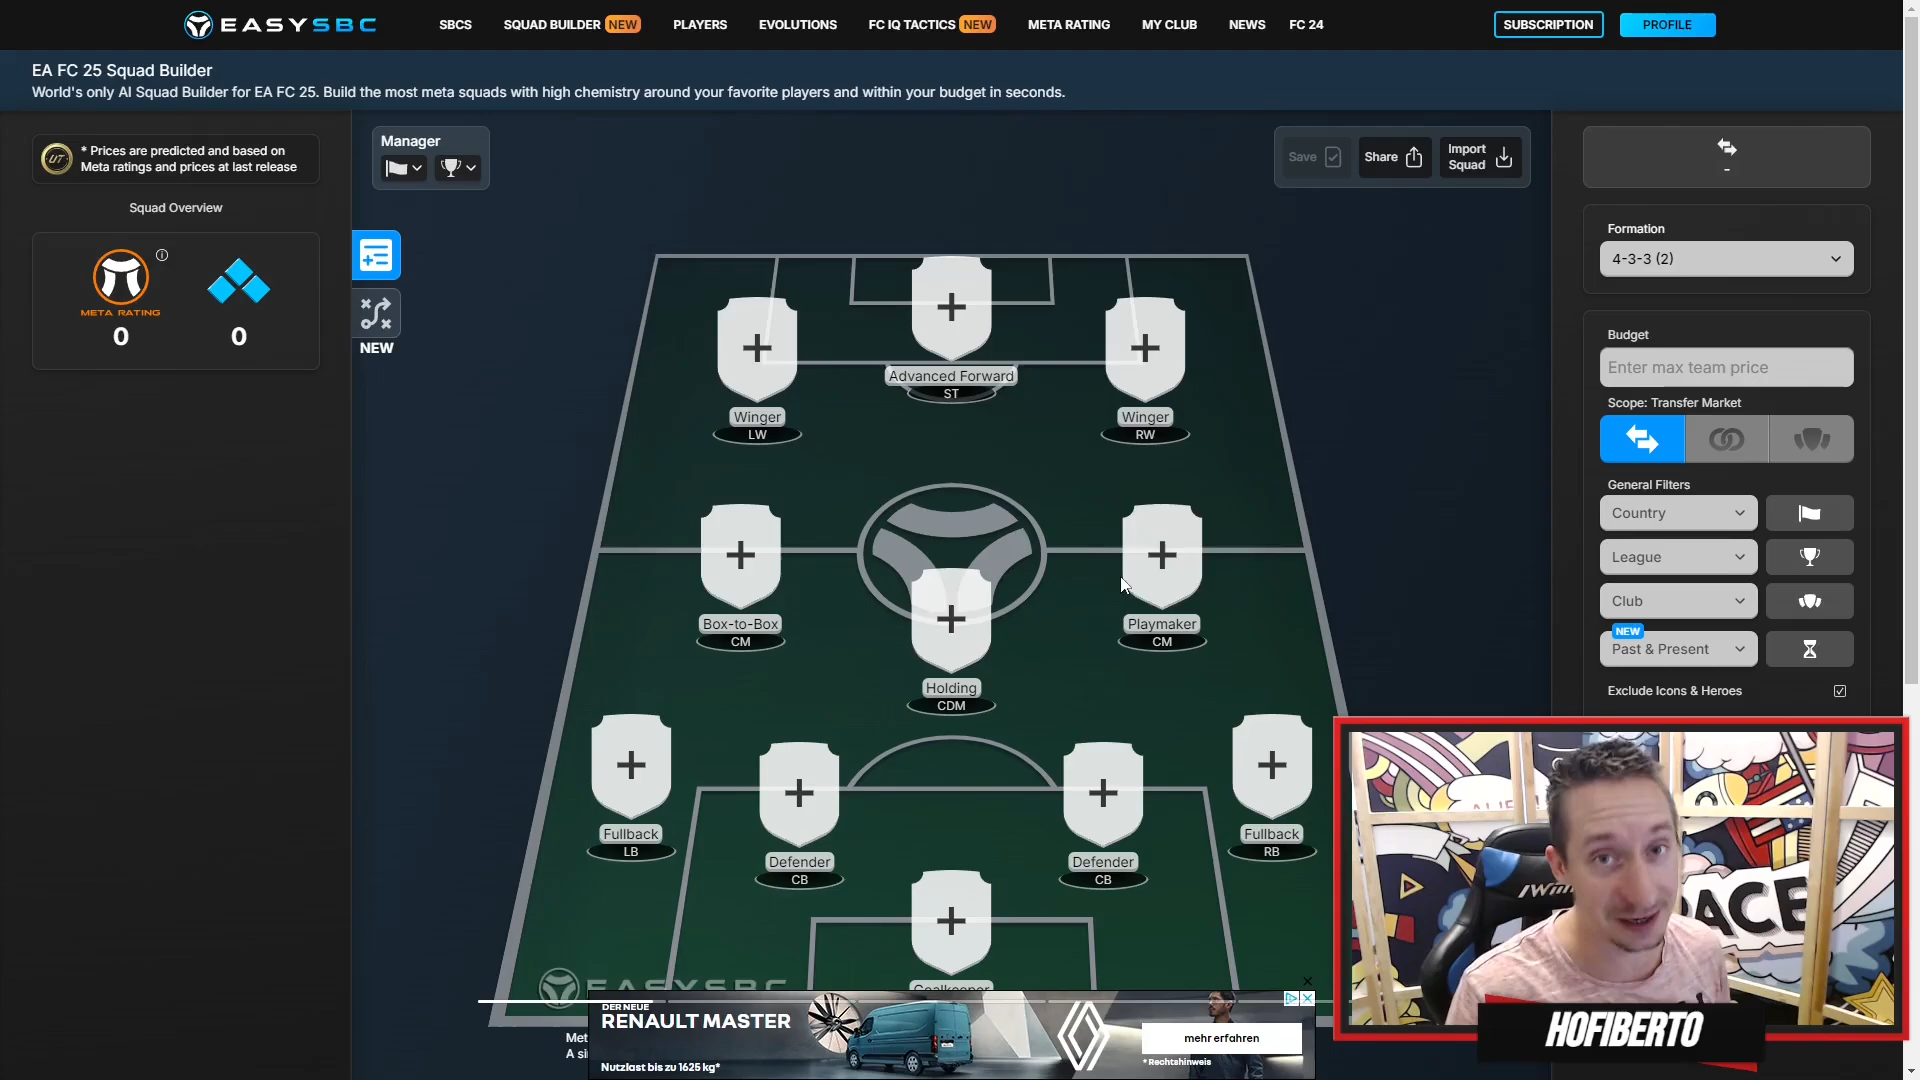 EASYSBC
SBCS
SQUAD BUILDER NEW
PLAYERS
EVOLUTIONS
FC IQ TACTICS NEW
META RATING
MY CLUB
NEWS
FC 24
SUBSCRIPTION
PROFILE
EA FC 25 Squad Builder
World's only AI Squad Builder for EA FC 25. Build the most meta squads with high chemistry around your favorite players and within your budget in seconds.
UT
* Prices are predicted and based on
Meta ratings and prices at last release
Squad Overview
META RATING
0
0
Manager
NEW
Save
Share
Import
Squad
Advanced Forward
ST
Winger
LW
Winger
RW
Box-to-Box
CM
Playmaker
CM
Holding
CDM
Fullback
LB
Defender
CB
Defender
CB
Fullback
RB
Goalkeeper
EASYSBC
-
Formation
4-3-3 (2)
Budget
Enter max team price
Scope: Transfer Market
General Filters
Country
League
Club
NEW
Past & Present
Exclude Icons & Heroes
DER NEUE
RENAULT MASTER
Nutzlast bis zu 1625 kg*
mehr erfahren
* Rechtshinweis
Met
A si
HOFIBERTO